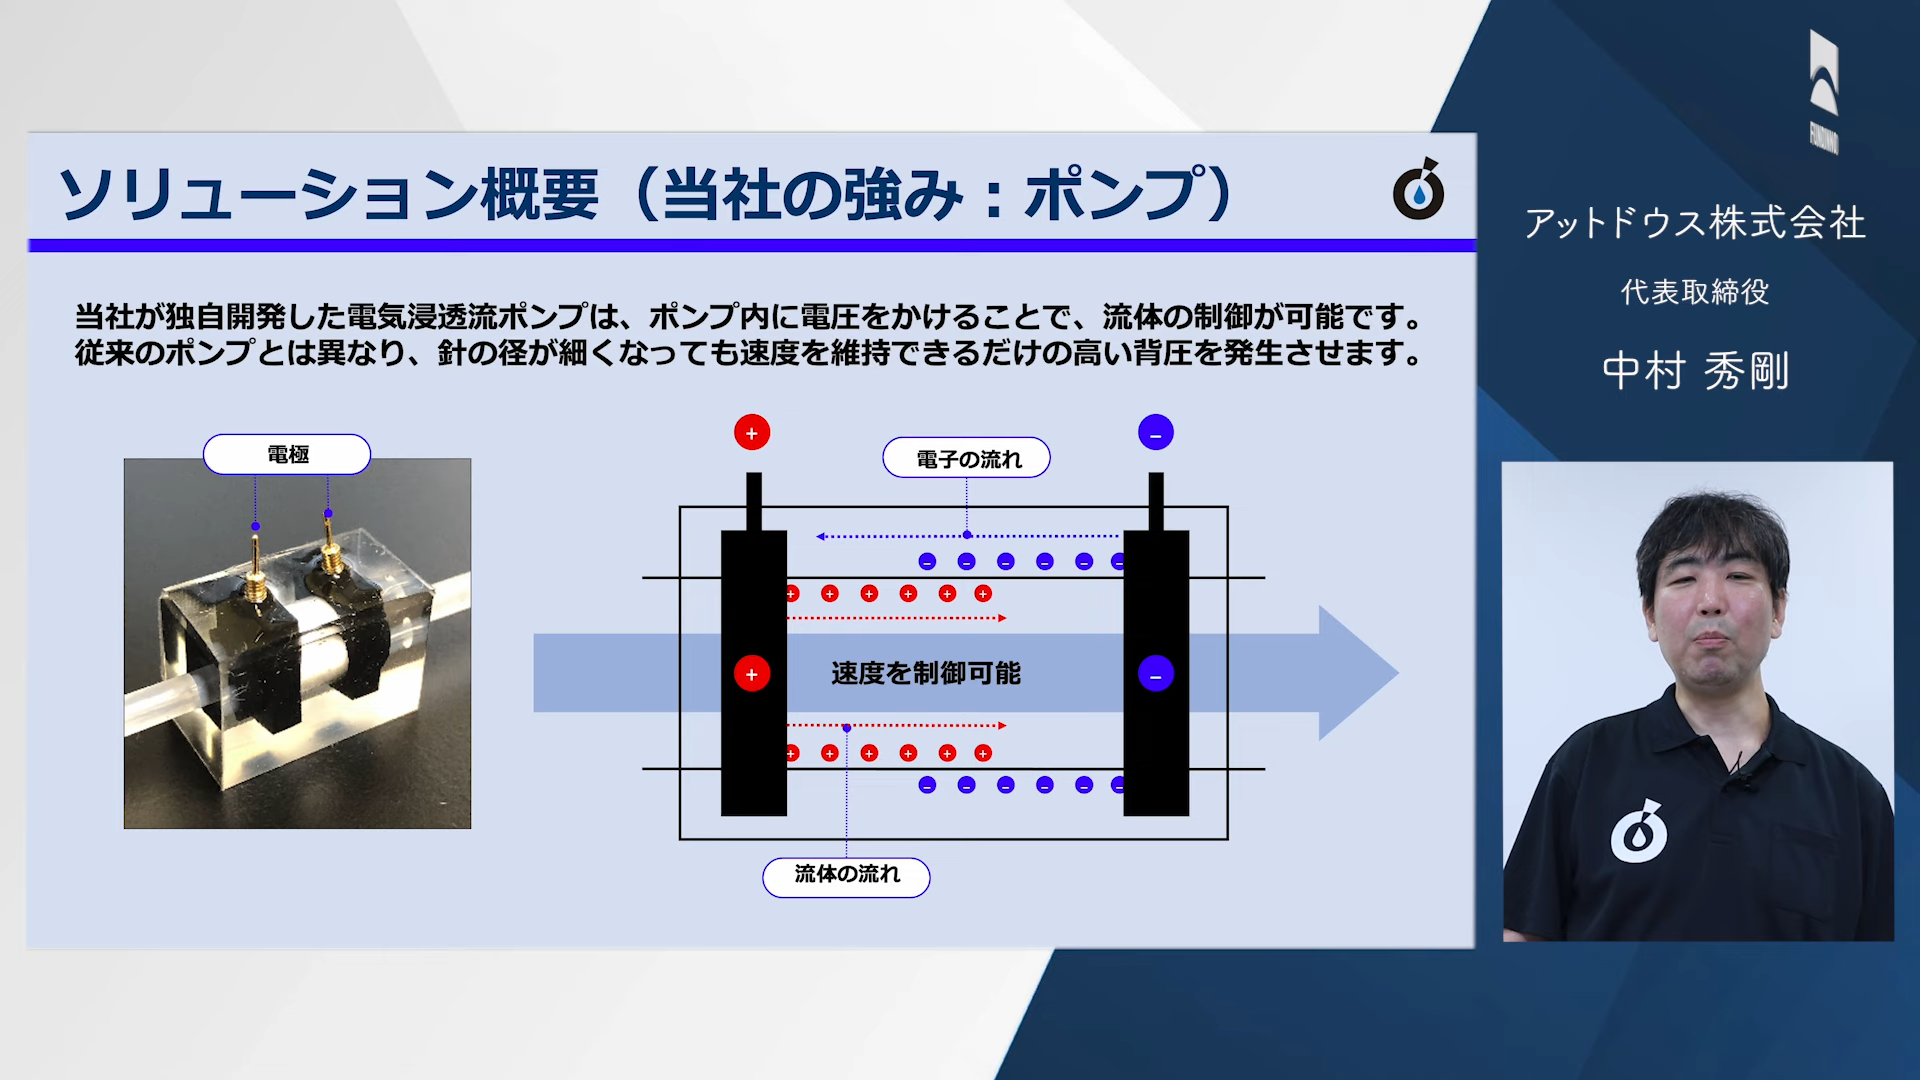 ソリューション概要（当社の強み：ポンプ）
当社が独自開発した電気浸透流ポンプは、ポンプ内に電圧をかけることで、流体の制御が可能です。
従来のポンプとは異なり、針の径が細くなっても速度を維持できるだけの高い背圧を発生させます。
電極
電子の流れ
速度を制御可能
流体の流れ
FUNDINNO
アットドウス株式会社
代表取締役
中村 秀剛